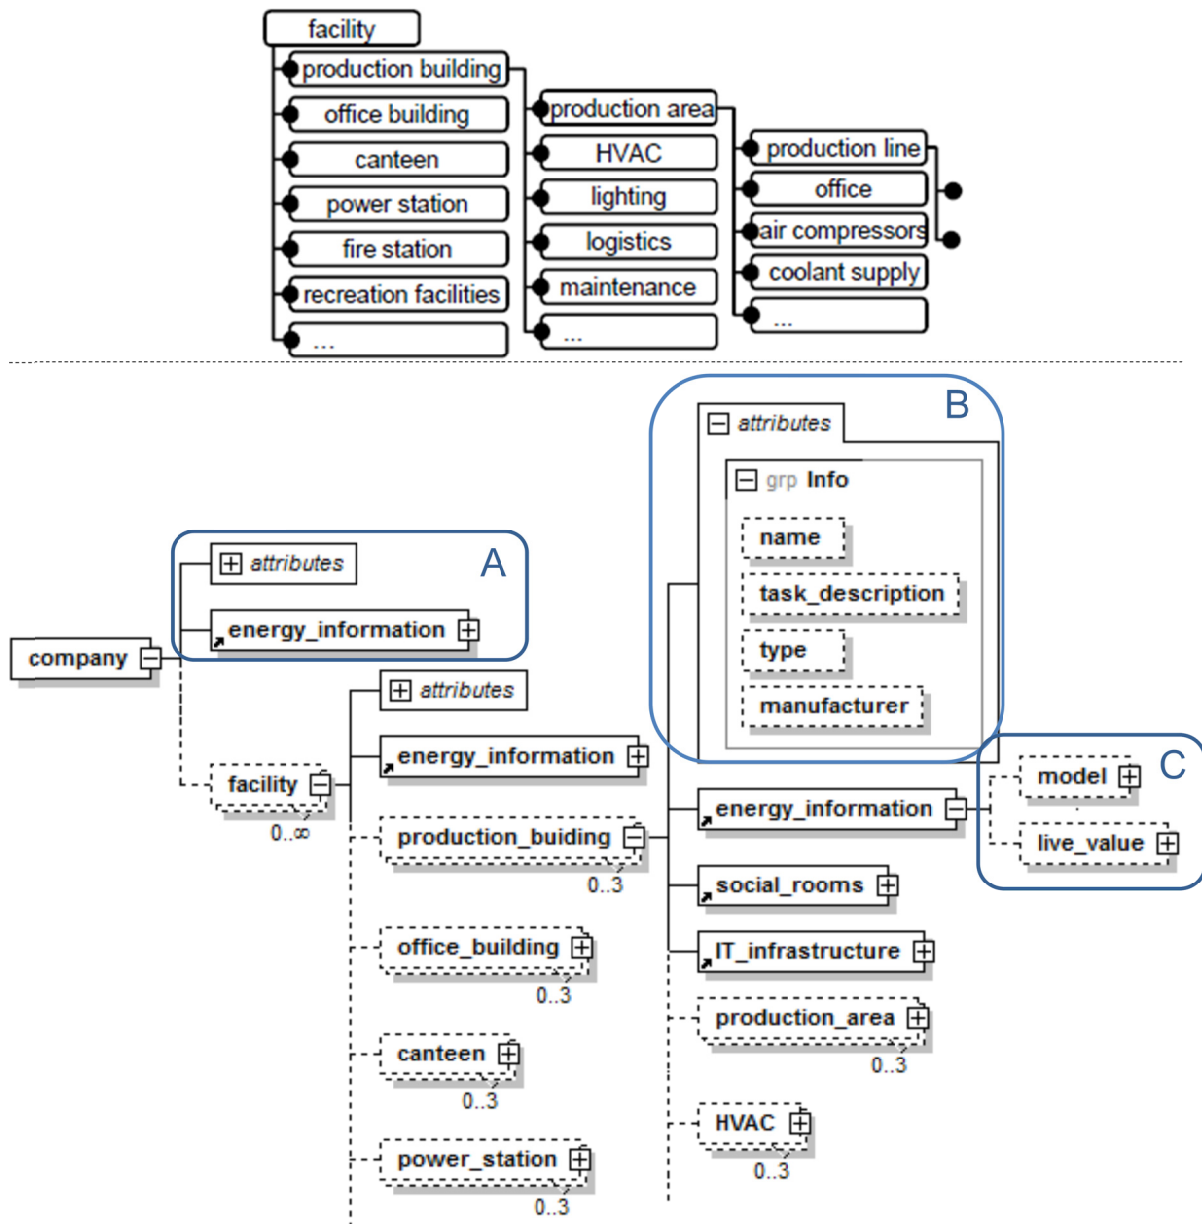 facility
production building
office building
canteen
power station
fire station
recreation facilities
...
production area
HVAC
lighting
logistics
maintenance
...
production line
office
air compressors
coolant supply
...
B
attributes
grp Info
name
task_description
type
manufacturer
A
attributes
energy_information
company
attributes
energy_information
facility
0..∞
production_buiding
0..3
office_building
0..3
canteen
0..3
power_station
0..3
energy_information
social_rooms
IT_infrastructure
production_area
0..3
HVAC
0..3
C
model
live_value